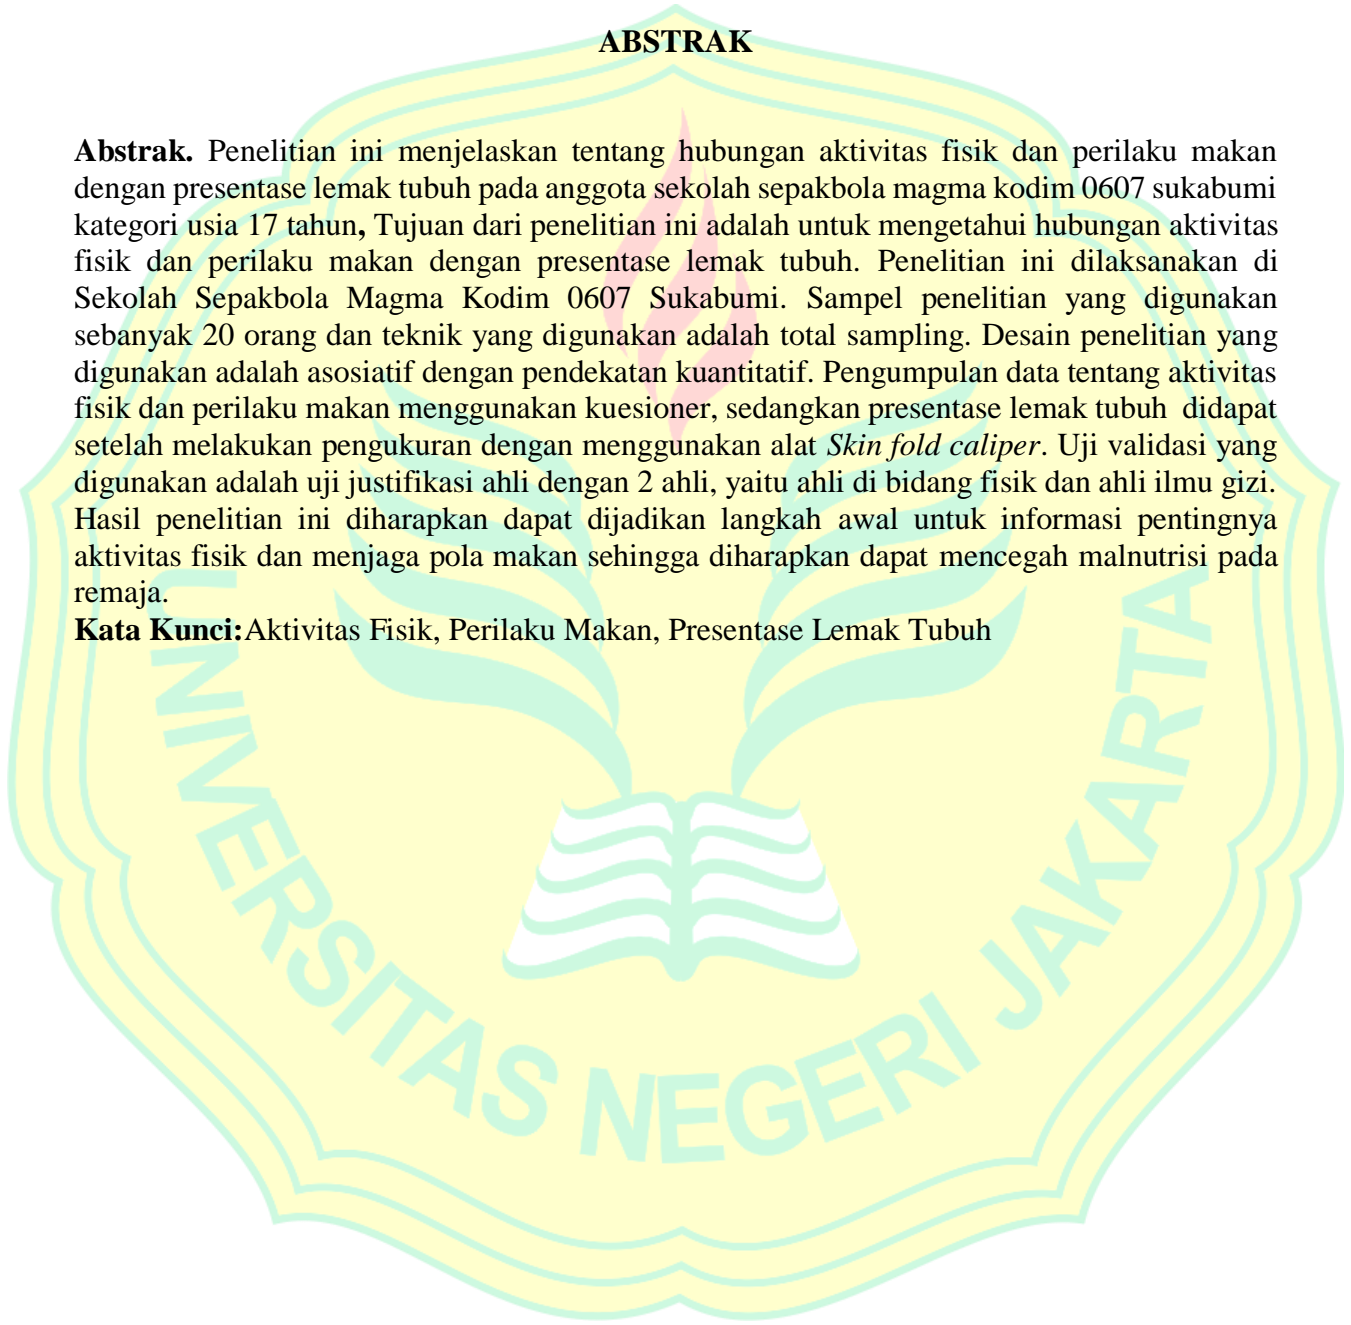 ABSTRAK
Abstrak. Penelitian ini menjelaskan tentang hubungan aktivitas fisik dan perilaku makan
dengan presentase lemak tubuh pada anggota sekolah sepakbola magma kodim 0607 sukabumi
kategori usia 17 tahun, Tujuan dari penelitian ini adalah untuk mengetahui hubungan aktivitas
fisik dan perilaku makan dengan presentase lemak tubuh. Penelitian ini dilaksanakan di
Sekolah Sepakbola Magma Kodim 0607 Sukabumi. Sampel penelitian yang digunakan
sebanyak 20 orang dan teknik yang digunakan adalah total sampling. Desain penelitian yang
digunakan adalah asosiatif dengan pendekatan kuantitatif. Pengumpulan data tentang aktivitas
fisik dan perilaku makan menggunakan kuesioner, sedangkan presentase lemak tubuh didapat
setelah melakukan pengukuran dengan menggunakan alat Skin fold caliper. Uji validasi yang
digunakan adalah uji justifikasi ahli dengan 2 ahli, yaitu ahli di bidang fisik dan ahli ilmu gizi.
Hasil penelitian ini diharapkan dapat dijadikan langkah awal untuk informasi pentingnya
aktivitas fisik dan menjaga pola makan sehingga diharapkan dapat mencegah malnutrisi pada
remaja.
Kata Kunci:Aktivitas Fisik, Perilaku Makan, Presentase Lemak Tubuh
UNIVERSITAS NEGERI JAKARTA